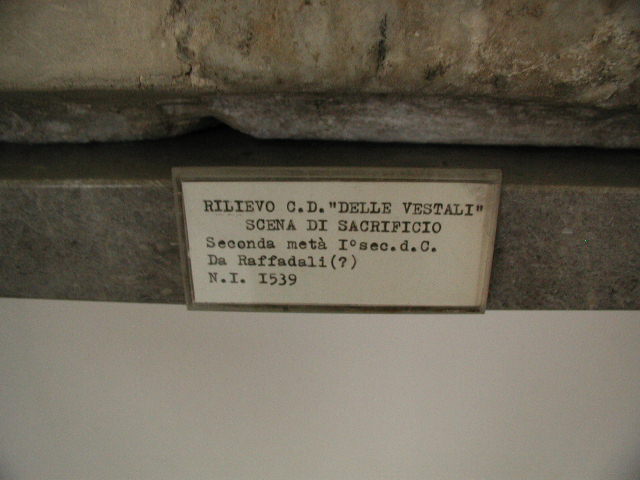 RILIEVO C.D. "DELLE VESTALI"
SCENA DI SACRIFICIO
Seconda metà I° sec. d. C.
Da Raffadali (?)
N.I. I539